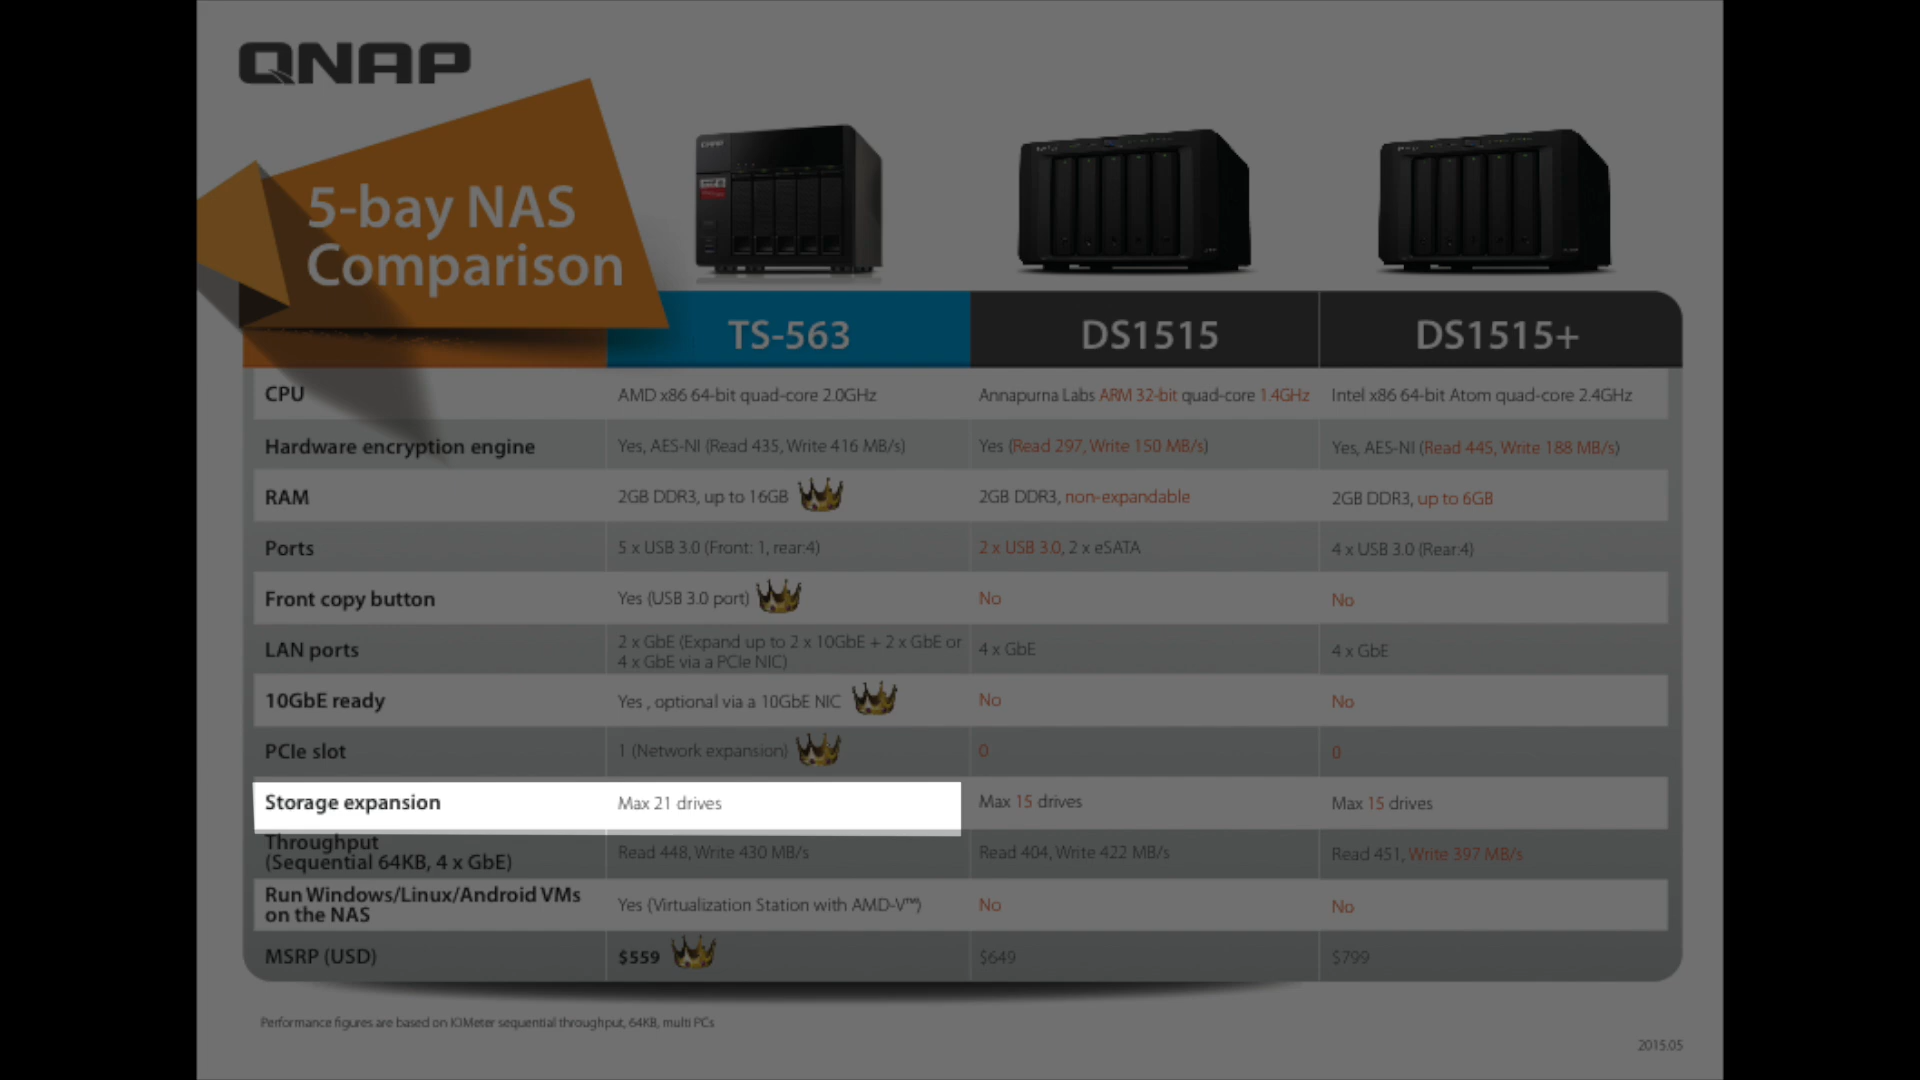 QNAP
5-bay NAS
Comparison
TS-563 DS1515 DS1515+
CPU AMD x86 64-bit quad-core 2.0GHz Annapurna Labs ARM 32-bit quad-core 1.4GHz Intel x86 64-bit Atom quad-core 2.4GHz
Hardware encryption engine Yes, AES-NI (Read 435, Write 416 MB/s) Yes (Read 297, Write 150 MB/s) Yes, AES-NI (Read 445, Write 188 MB/s)
RAM 2GB DDR3, up to 16GB 2GB DDR3, non-expandable 2GB DDR3, up to 6GB
Ports 5 x USB 3.0 (Front: 1, rear:4) 2 x USB 3.0, 2 x eSATA 4 x USB 3.0 (Rear:4)
Front copy button Yes (USB 3.0 port) No No
LAN ports 2 x GbE (Expand up to 2 x 10GbE + 2 x GbE or
4 x GbE via a PCIe NIC) 4 x GbE 4 x GbE
10GbE ready Yes , optional via a 10GbE NIC No No
PCIe slot 1 (Network expansion) 0 0
Storage expansion Max 21 drives Max 15 drives Max 15 drives
Throughput
(Sequential 64KB, 4 x GbE) Read 448, Write 430 MB/s Read 404, Write 422 MB/s Read 451, Write 397 MB/s
Run Windows/Linux/Android VMs
on the NAS Yes (Virtualization Station with AMD-V™) No No
MSRP (USD) $559 $649 $799
Performance figures are based on IOMeter sequential throughput, 64KB, multi PCs
2015.05